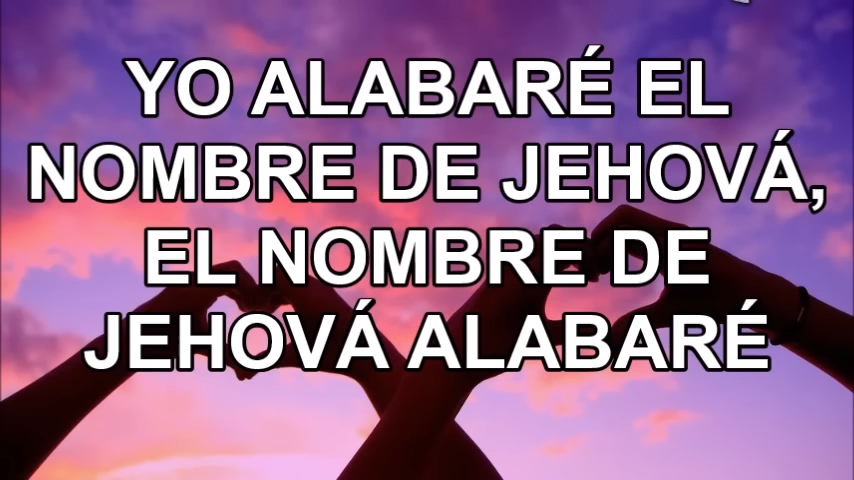 YO ALABARÉ EL
NOMBRE DE JEHOVÁ,
EL NOMBRE DE
JEHOVÁ ALABARÉ